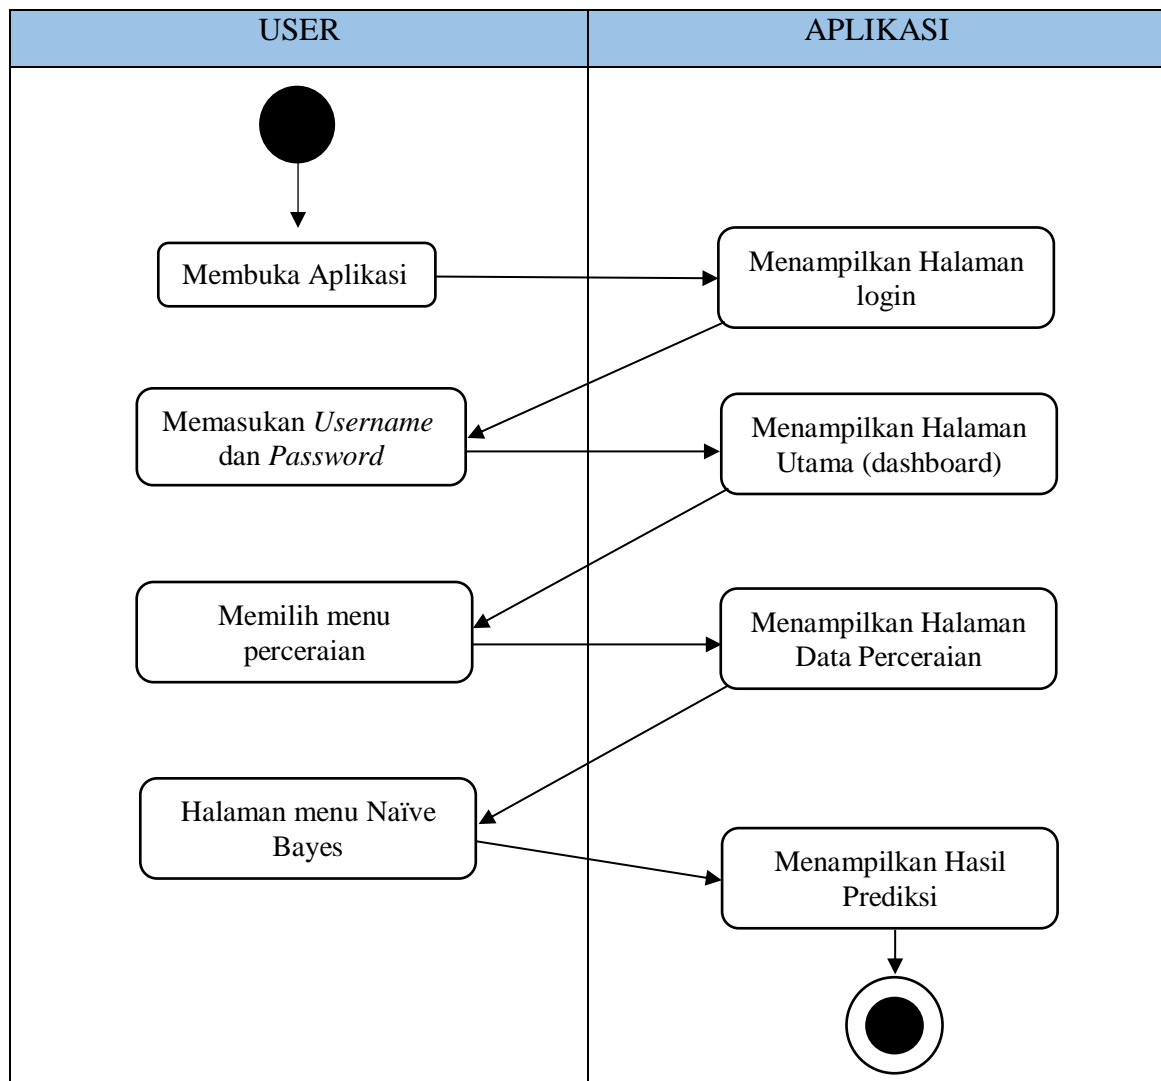 USER
APLIKASI
Membuka Aplikasi
Menampilkan Halaman
login
Memasukan Username
dan Password
Menampilkan Halaman
Utama (dashboard)
Memilih menu
perceraian
Menampilkan Halaman
Data Perceraian
Halaman menu Naïve
Bayes
Menampilkan Hasil
Prediksi